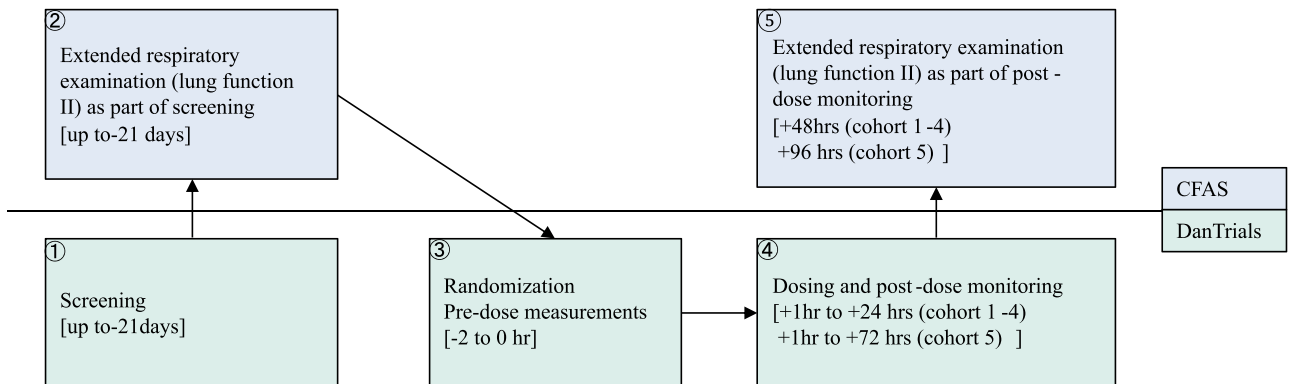 ②
Extended respiratory
examination (lung function
II) as part of screening
[up to-21 days]
⑤
Extended respiratory examination
(lung function II) as part of post -
dose monitoring
[+48hrs (cohort 1 -4)
+96 hrs (cohort 5) ]
CFAS
DanTrials
①
Screening
[up to-21days]
③
Randomization
Pre-dose measurements
[-2 to 0 hr]
④
Dosing and post -dose monitoring
[+1hr to +24 hrs (cohort 1 -4)
+1hr to +72 hrs (cohort 5) ]